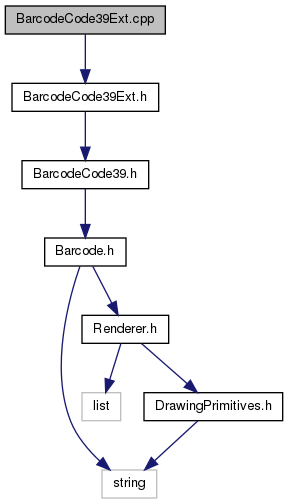 BarcodeCode39Ext.cpp
BarcodeCode39Ext.h
BarcodeCode39.h
Barcode.h
Renderer.h
list
DrawingPrimitives.h
string